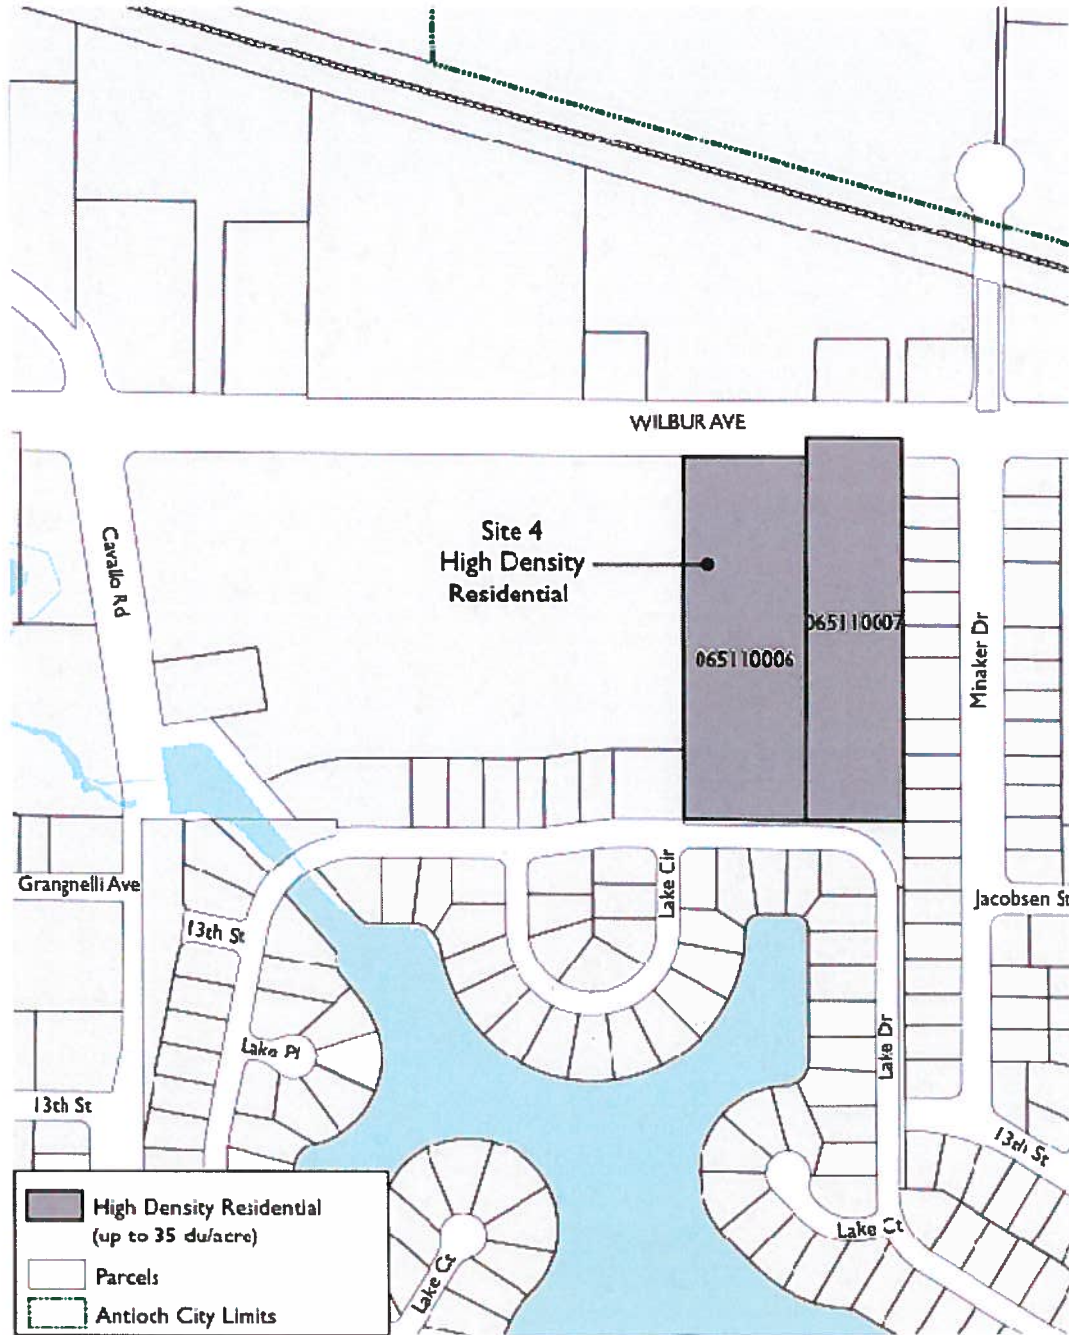 WILBUR AVE
Site 4
High Density
Residential
Cavallo Rd
065110007
065110006
Minaker Dr
Lake Cir
Grangnelli Ave
Jacobsen St
13th St
Lake Dr
Lake Pl
13th St
13th St
Lake Ct
Lake Ct
High Density Residential
(up to 35 du/acre)
Parcels
Antioch City Limits